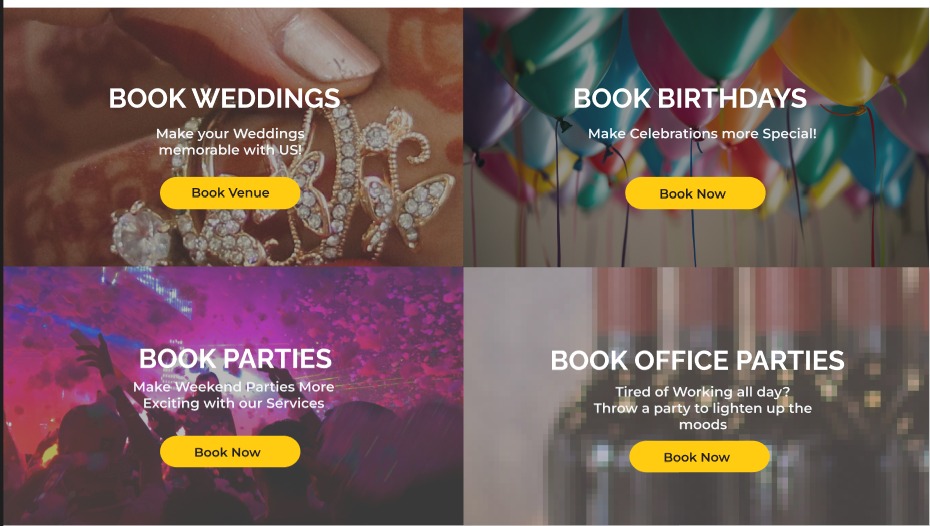 BOOK WEDDINGS
Make your Weddings
memorable with US!
Book Venue
BOOK BIRTHDAYS
Make Celebrations more Special!
Book Now
BOOK PARTIES
Make Weekend Parties More
Exciting with our Services
Book Now
BOOK OFFICE PARTIES
Tired of Working all day?
Throw a party to lighten up the
moods
Book Now